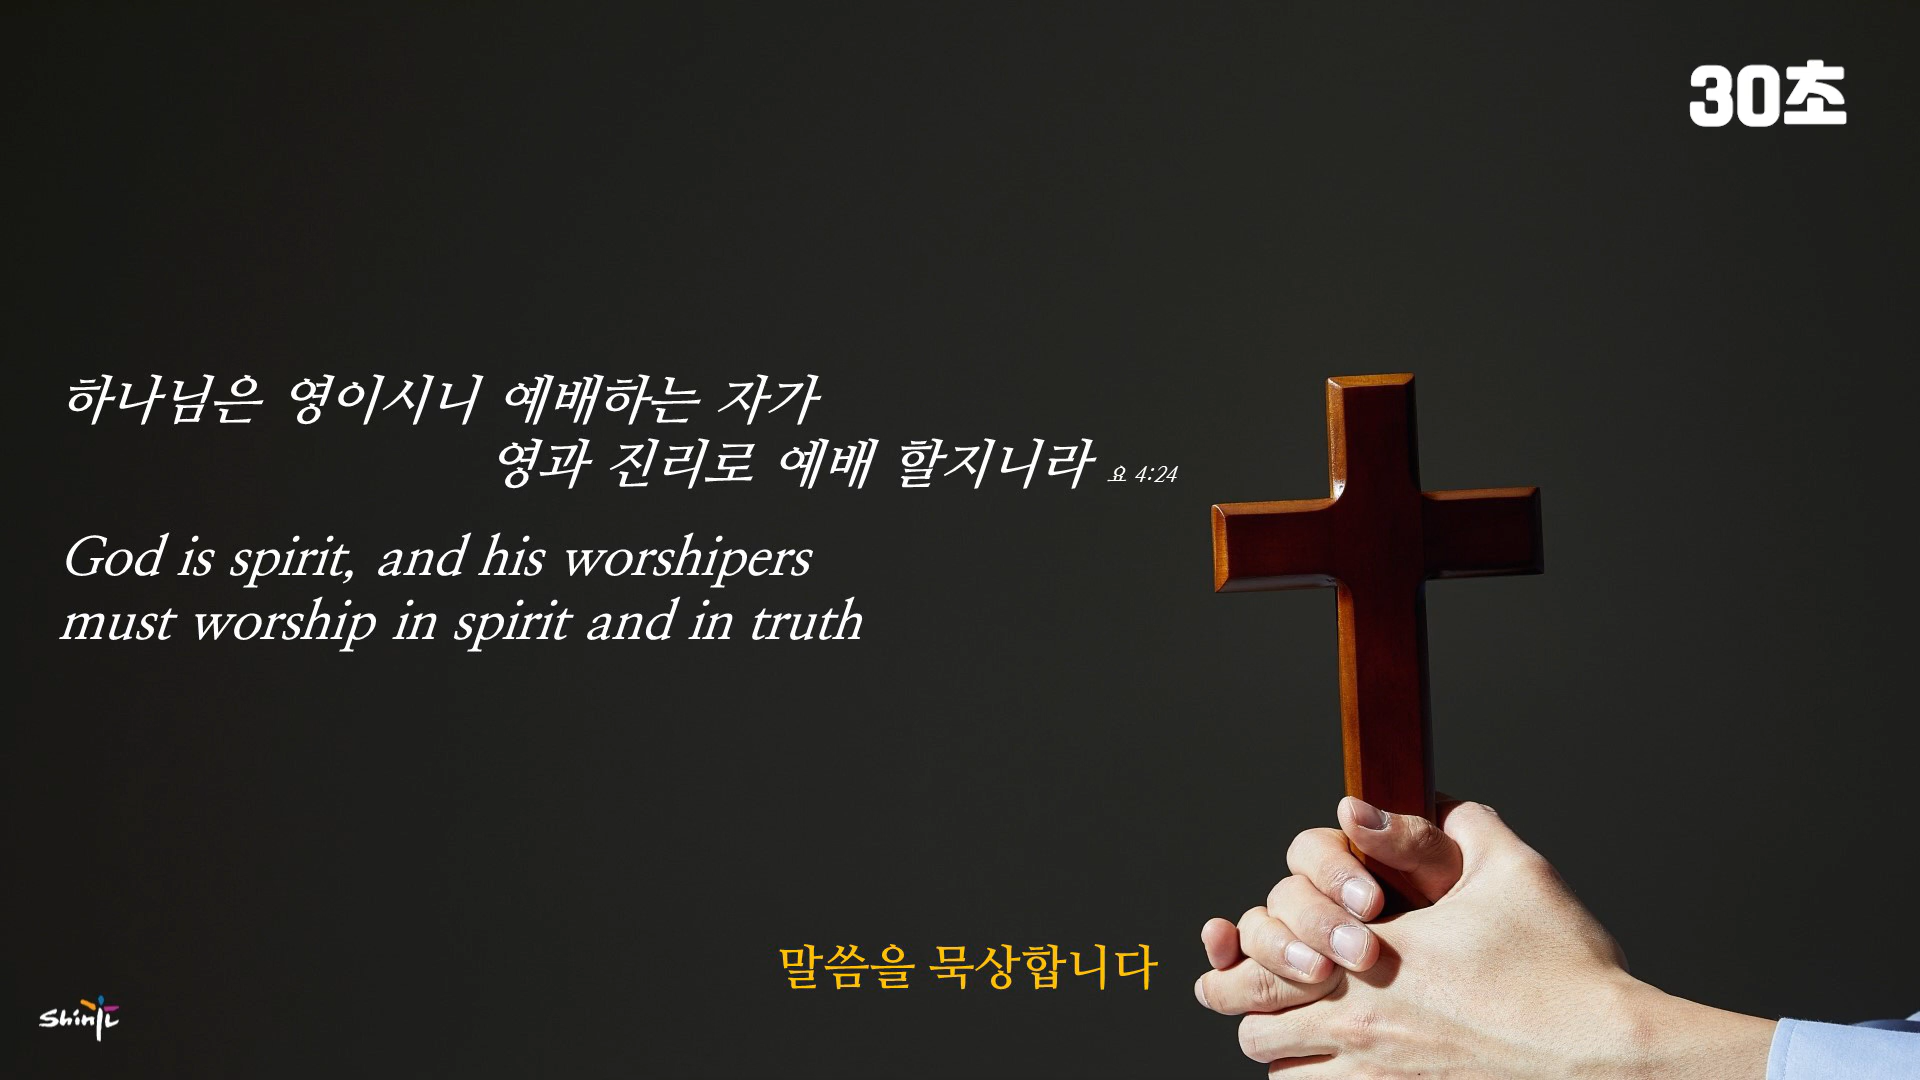 30초
하나님은 영이시니 예배하는 자가
영과 진리로 예배 할지니라 요 4:24
God is spirit, and his worshipers
must worship in spirit and in truth
말씀을 묵상합니다
Shinil